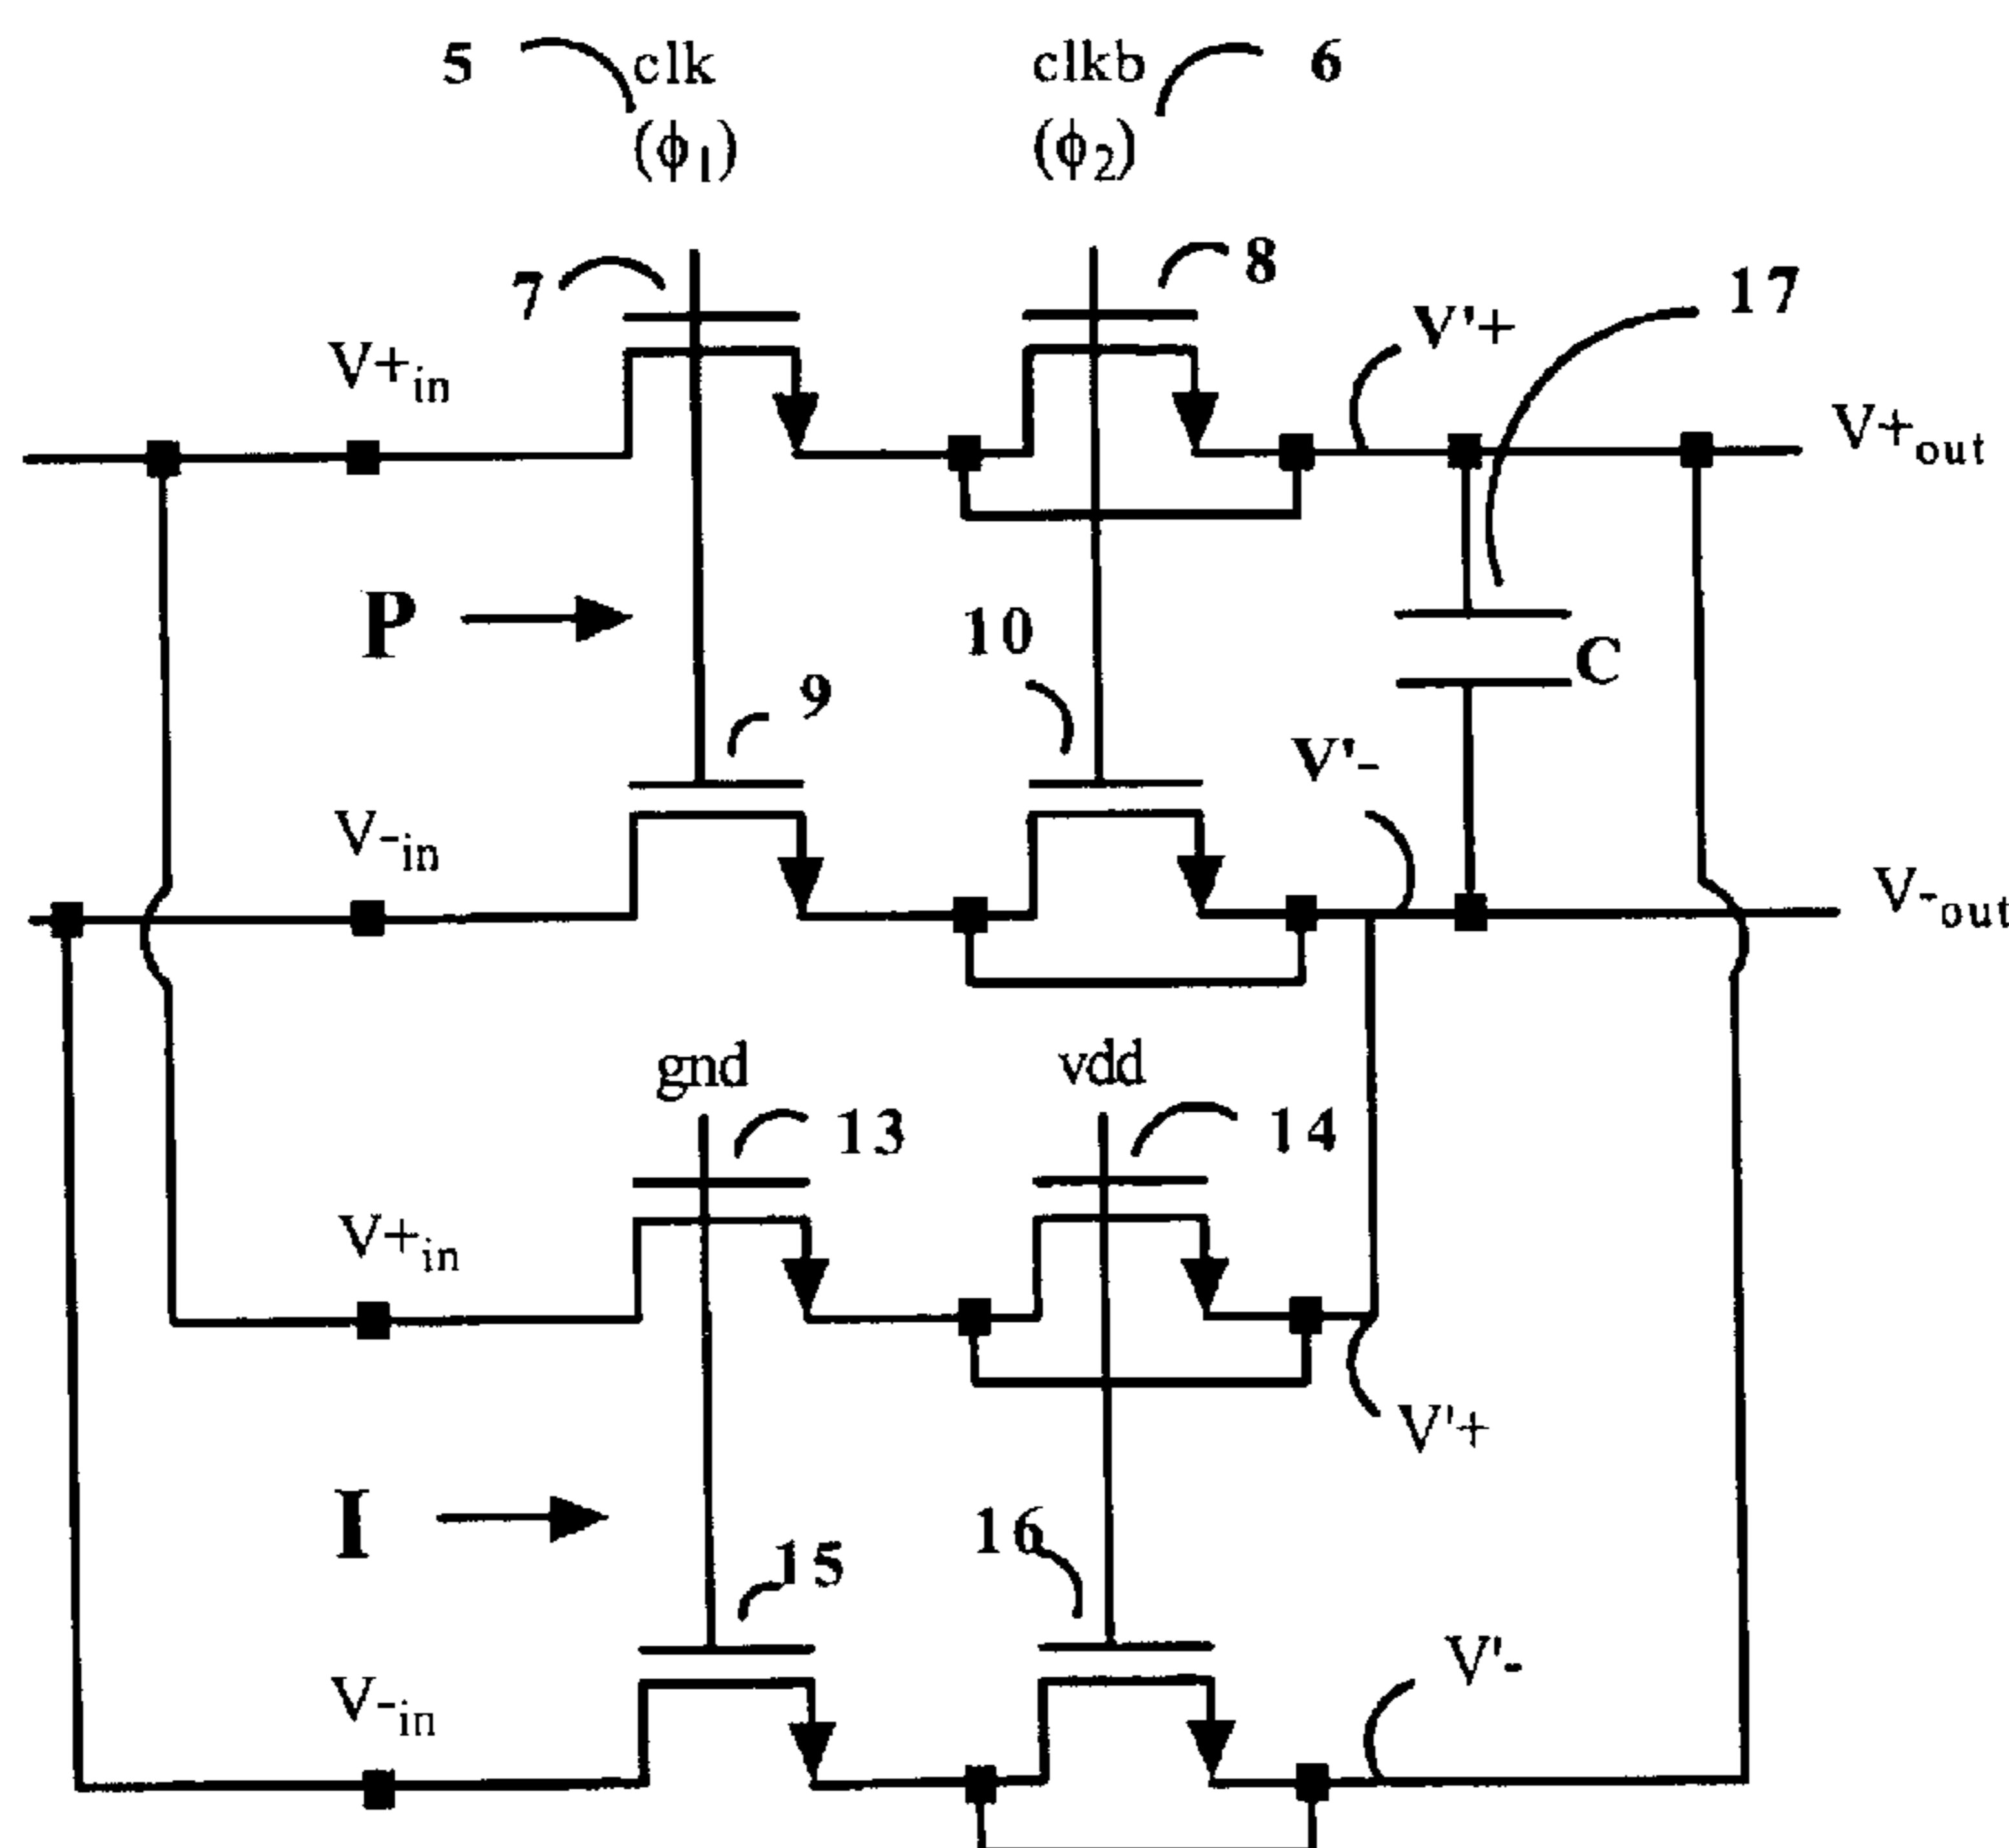 5 clk clkb 6
(ϕ1) (ϕ2)
7 8 17
V'+
V+in V+out
P 10 C
9
V'-
V-in V-out
gnd vdd
13 14
V+in
V'+
I 16
15
V'-
V-in